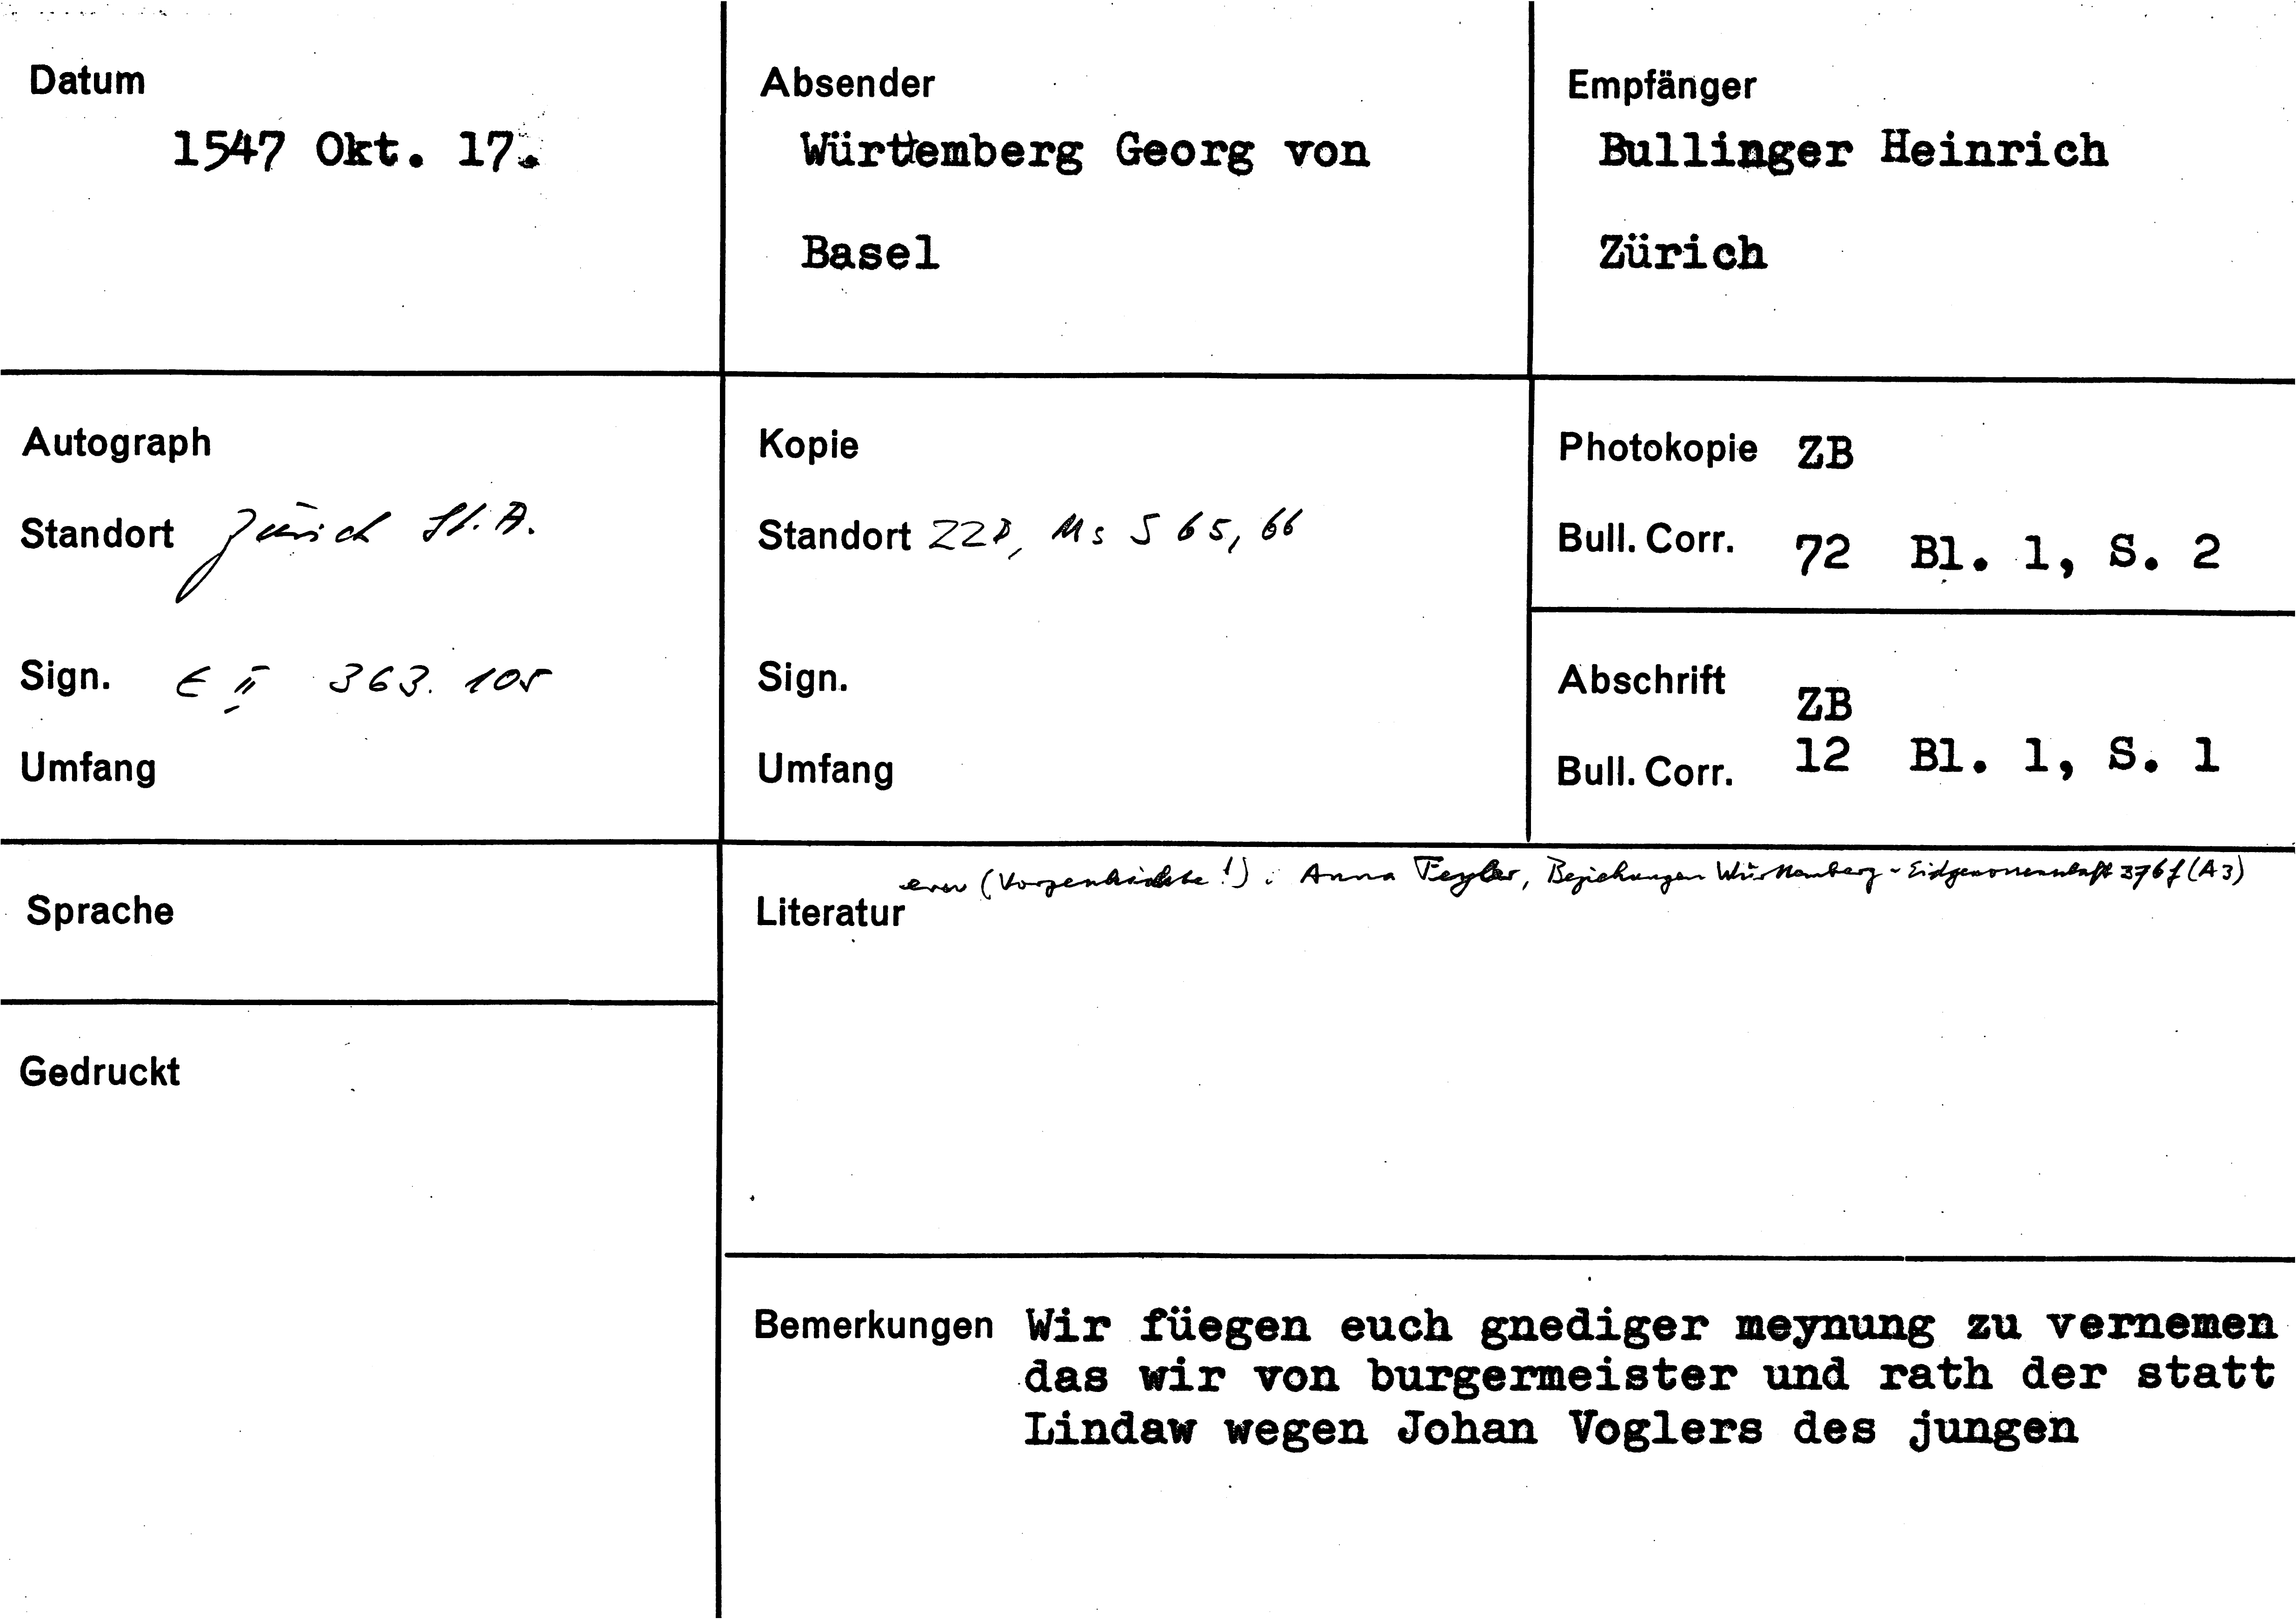 Datum
1547 Okt. 17.
Absender
Württemberg Georg von
Basel
Empfänger
Bullinger Heinrich
Zürich
Autograph
Standort Zürich St. A.
Sign. E II 363. 105
Umfang
Kopie
Standort ZZB, Ms S 65, 66
Sign.
Umfang
Photokopie ZB
Bull. Corr. 72 Bl. 1, S. 2
Abschrift ZB
Bull. Corr. 12 Bl. 1, S. 1
Sprache
Gedruckt
erw (Vorgeschichte!): Anna Feyler, Beziehungen Württemberg - Eidgenossenschaft 376f (A3)
Literatur
Bemerkungen Wir füegen euch gnediger meynung zu vernemen
das wir von burgermeister und rath der statt
Lindaw wegen Johan Voglers des jungen